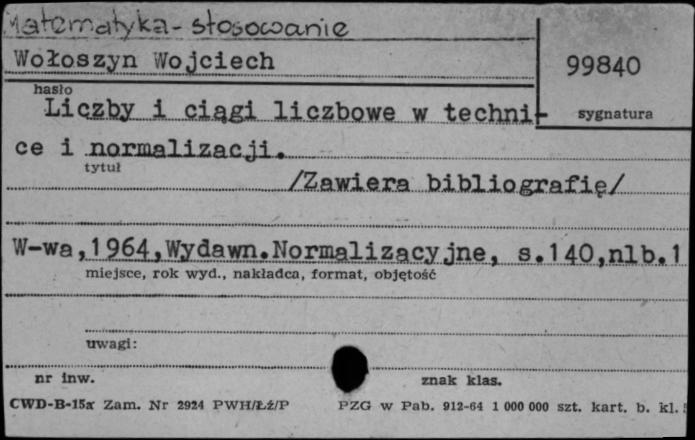 Matematyka - stosowanie
Wołoszyn Wojciech
99840
hasło
sygnatura
Liczby i ciągi liczbowe w techni-
ce i normalizacji.
tytuł
/Zawiera bibliografię/
W-wa,1964,Wydawn.Normalizacyjne, s.140,nlb.1
miejsce, rok wyd., nakładca, format, objętość
uwagi:
nr inw.
znak klas.
CWD-B-15x Zam. Nr 2924 PWH/Łź/P PZG w Pab. 912-64 1 000 000 szt. kart. b. kl.